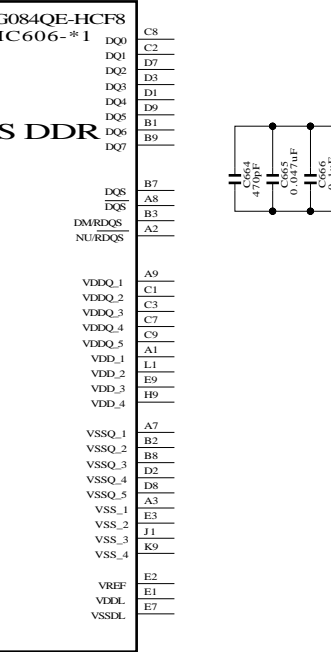 G084QE-HCF8
IC606-*1
DQ0 C8
DQ1 C2
DQ2 D7
DQ3 D3
DQ4 D1
DQ5 D9
S DDR
DQ6 B1
DQ7 B9
DQS B7
DQS A8
DM/RDQS B3
NU/RDQS A2
VDDQ_1 A9
VDDQ_2 C1
VDDQ_3 C3
VDDQ_4 C7
VDDQ_5 C9
VDD_1 A1
VDD_2 L1
VDD_3 E9
VDD_4 H9
VSSQ_1 A7
VSSQ_2 B2
VSSQ_3 B8
VSSQ_4 D2
VSSQ_5 D8
VSS_1 A3
VSS_2 E3
VSS_3 J1
VSS_4 K9
VREF E2
VDDL E1
VSSDL E7
C664
470pF
C665
0.047uF
C666